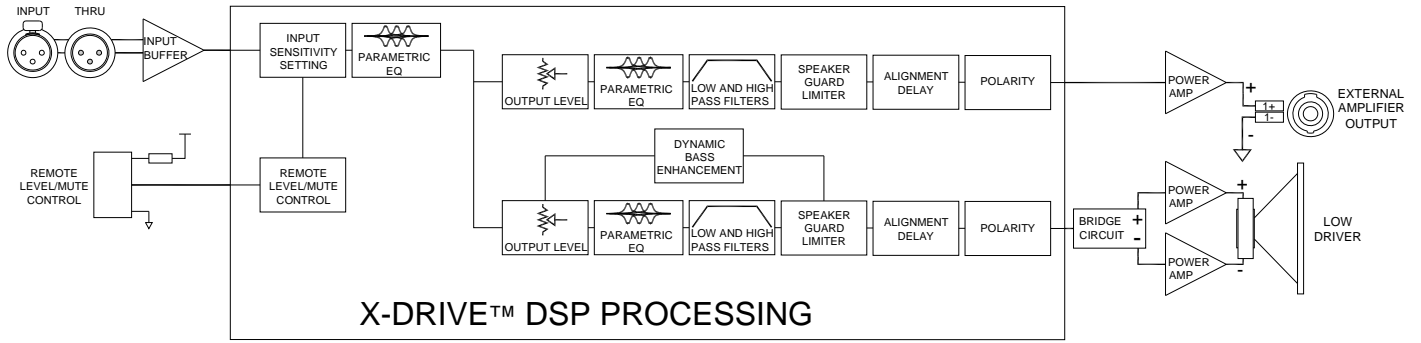 INPUT
THRU
INPUT
BUFFER
INPUT
SENSITIVITY
SETTING
PARAMETRIC
EQ
OUTPUT LEVEL
PARAMETRIC
EQ
LOW AND HIGH
PASS FILTERS
SPEAKER
GUARD
LIMITER
ALIGNMENT
DELAY
POLARITY
POWER
AMP
+
-
1+
1-
EXTERNAL
AMPLIFIER
OUTPUT
REMOTE
LEVEL/MUTE
CONTROL
REMOTE
LEVEL/MUTE
CONTROL
DYNAMIC
BASS
ENHANCEMENT
OUTPUT LEVEL
PARAMETRIC
EQ
LOW AND HIGH
PASS FILTERS
SPEAKER
GUARD
LIMITER
ALIGNMENT
DELAY
POLARITY
BRIDGE
CIRCUIT
+
-
POWER
AMP
POWER
AMP
+
-
LOW
DRIVER
X-DRIVE™ DSP PROCESSING